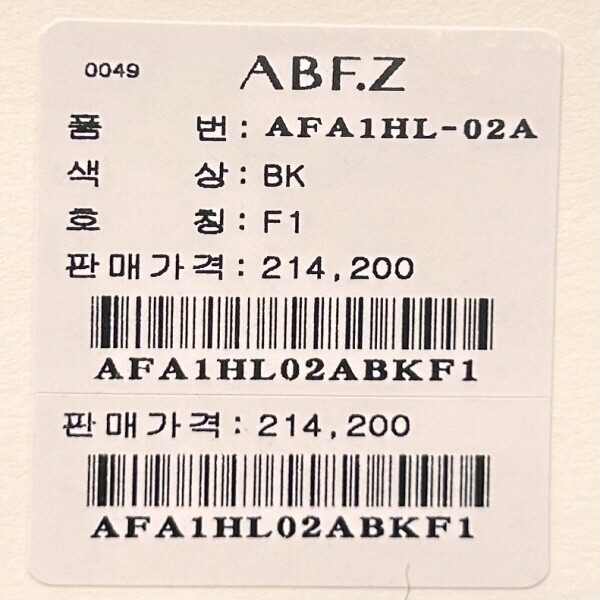 0049 ABF.Z
품 번: AFA1HL-02A
색 상: BK
호 칭: F1
판매가격: 214,200
AFA1HL02ABKF1
판매가격: 214,200
AFA1HL02ABKF1